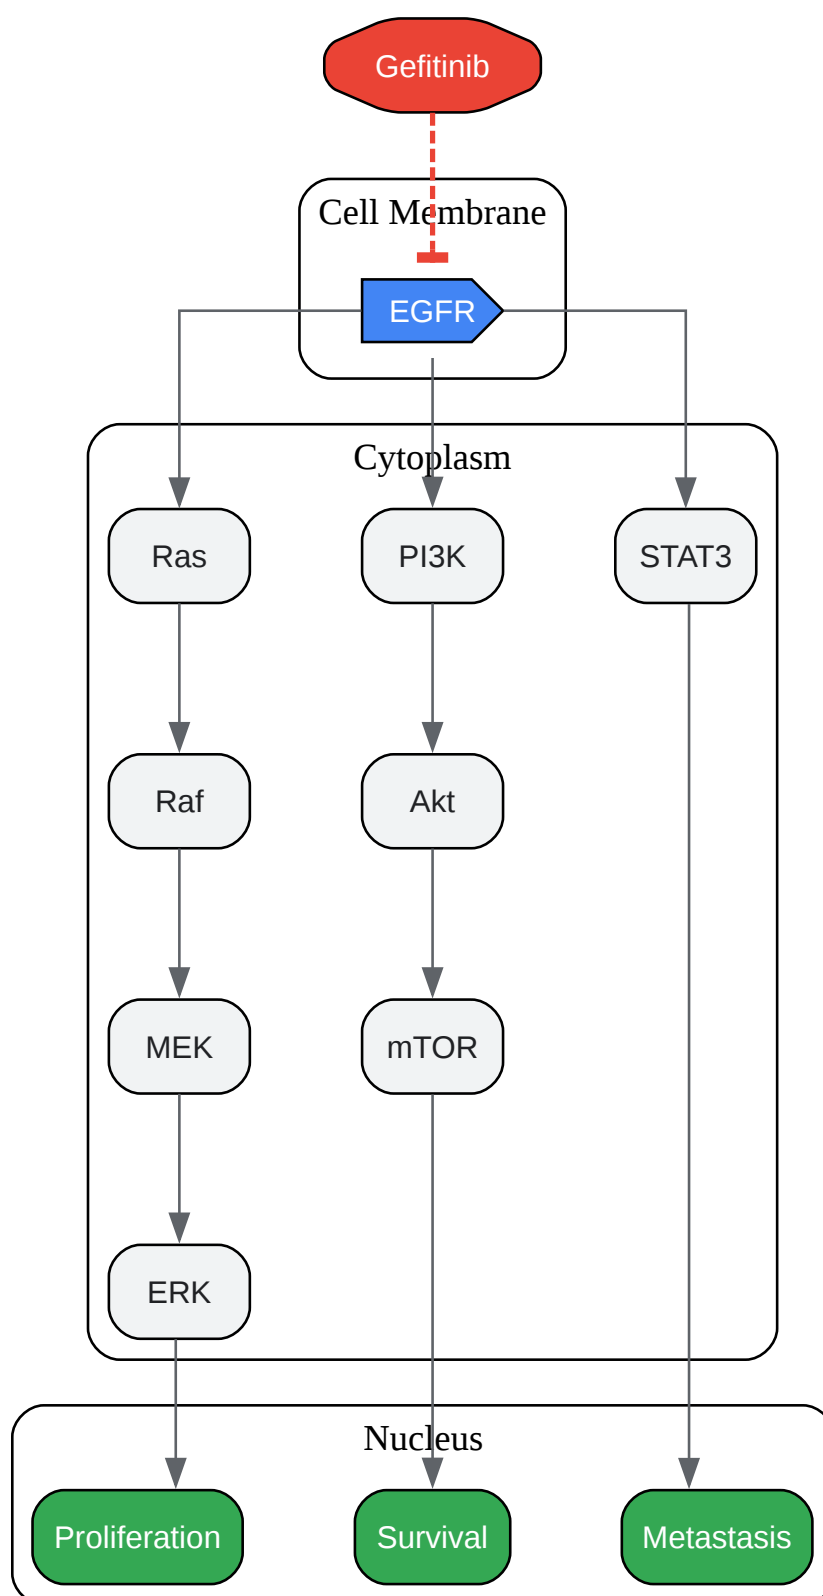 Gefitinib
Cell Membrane
EGFR
Cytoplasm
Ras
PI3K
STAT3
Raf
Akt
MEK
mTOR
ERK
Nucleus
Proliferation
Survival
Metastasis